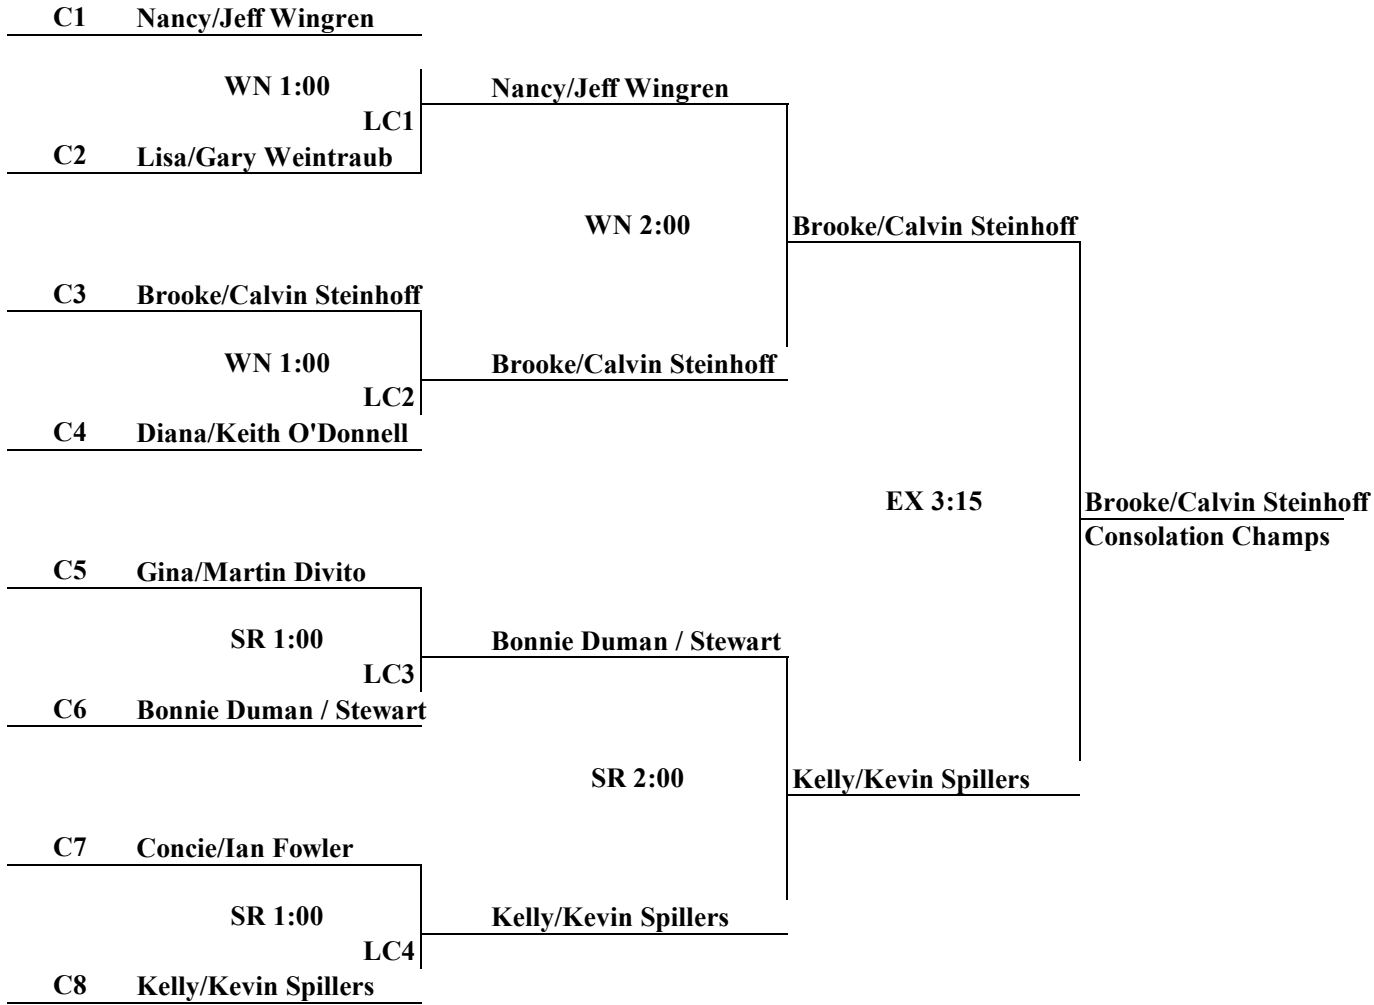 C1 Nancy/Jeff Wingren
WN 1:00 Nancy/Jeff Wingren
LC1
C2 Lisa/Gary Weintraub
WN 2:00 Brooke/Calvin Steinhoff
C3 Brooke/Calvin Steinhoff
WN 1:00 Brooke/Calvin Steinhoff
LC2
C4 Diana/Keith O'Donnell
EX 3:15 Brooke/Calvin Steinhoff
Consolation Champs
C5 Gina/Martin Divito
SR 1:00 Bonnie Duman / Stewart
LC3
C6 Bonnie Duman / Stewart
SR 2:00 Kelly/Kevin Spillers
C7 Concie/Ian Fowler
SR 1:00 Kelly/Kevin Spillers
LC4
C8 Kelly/Kevin Spillers